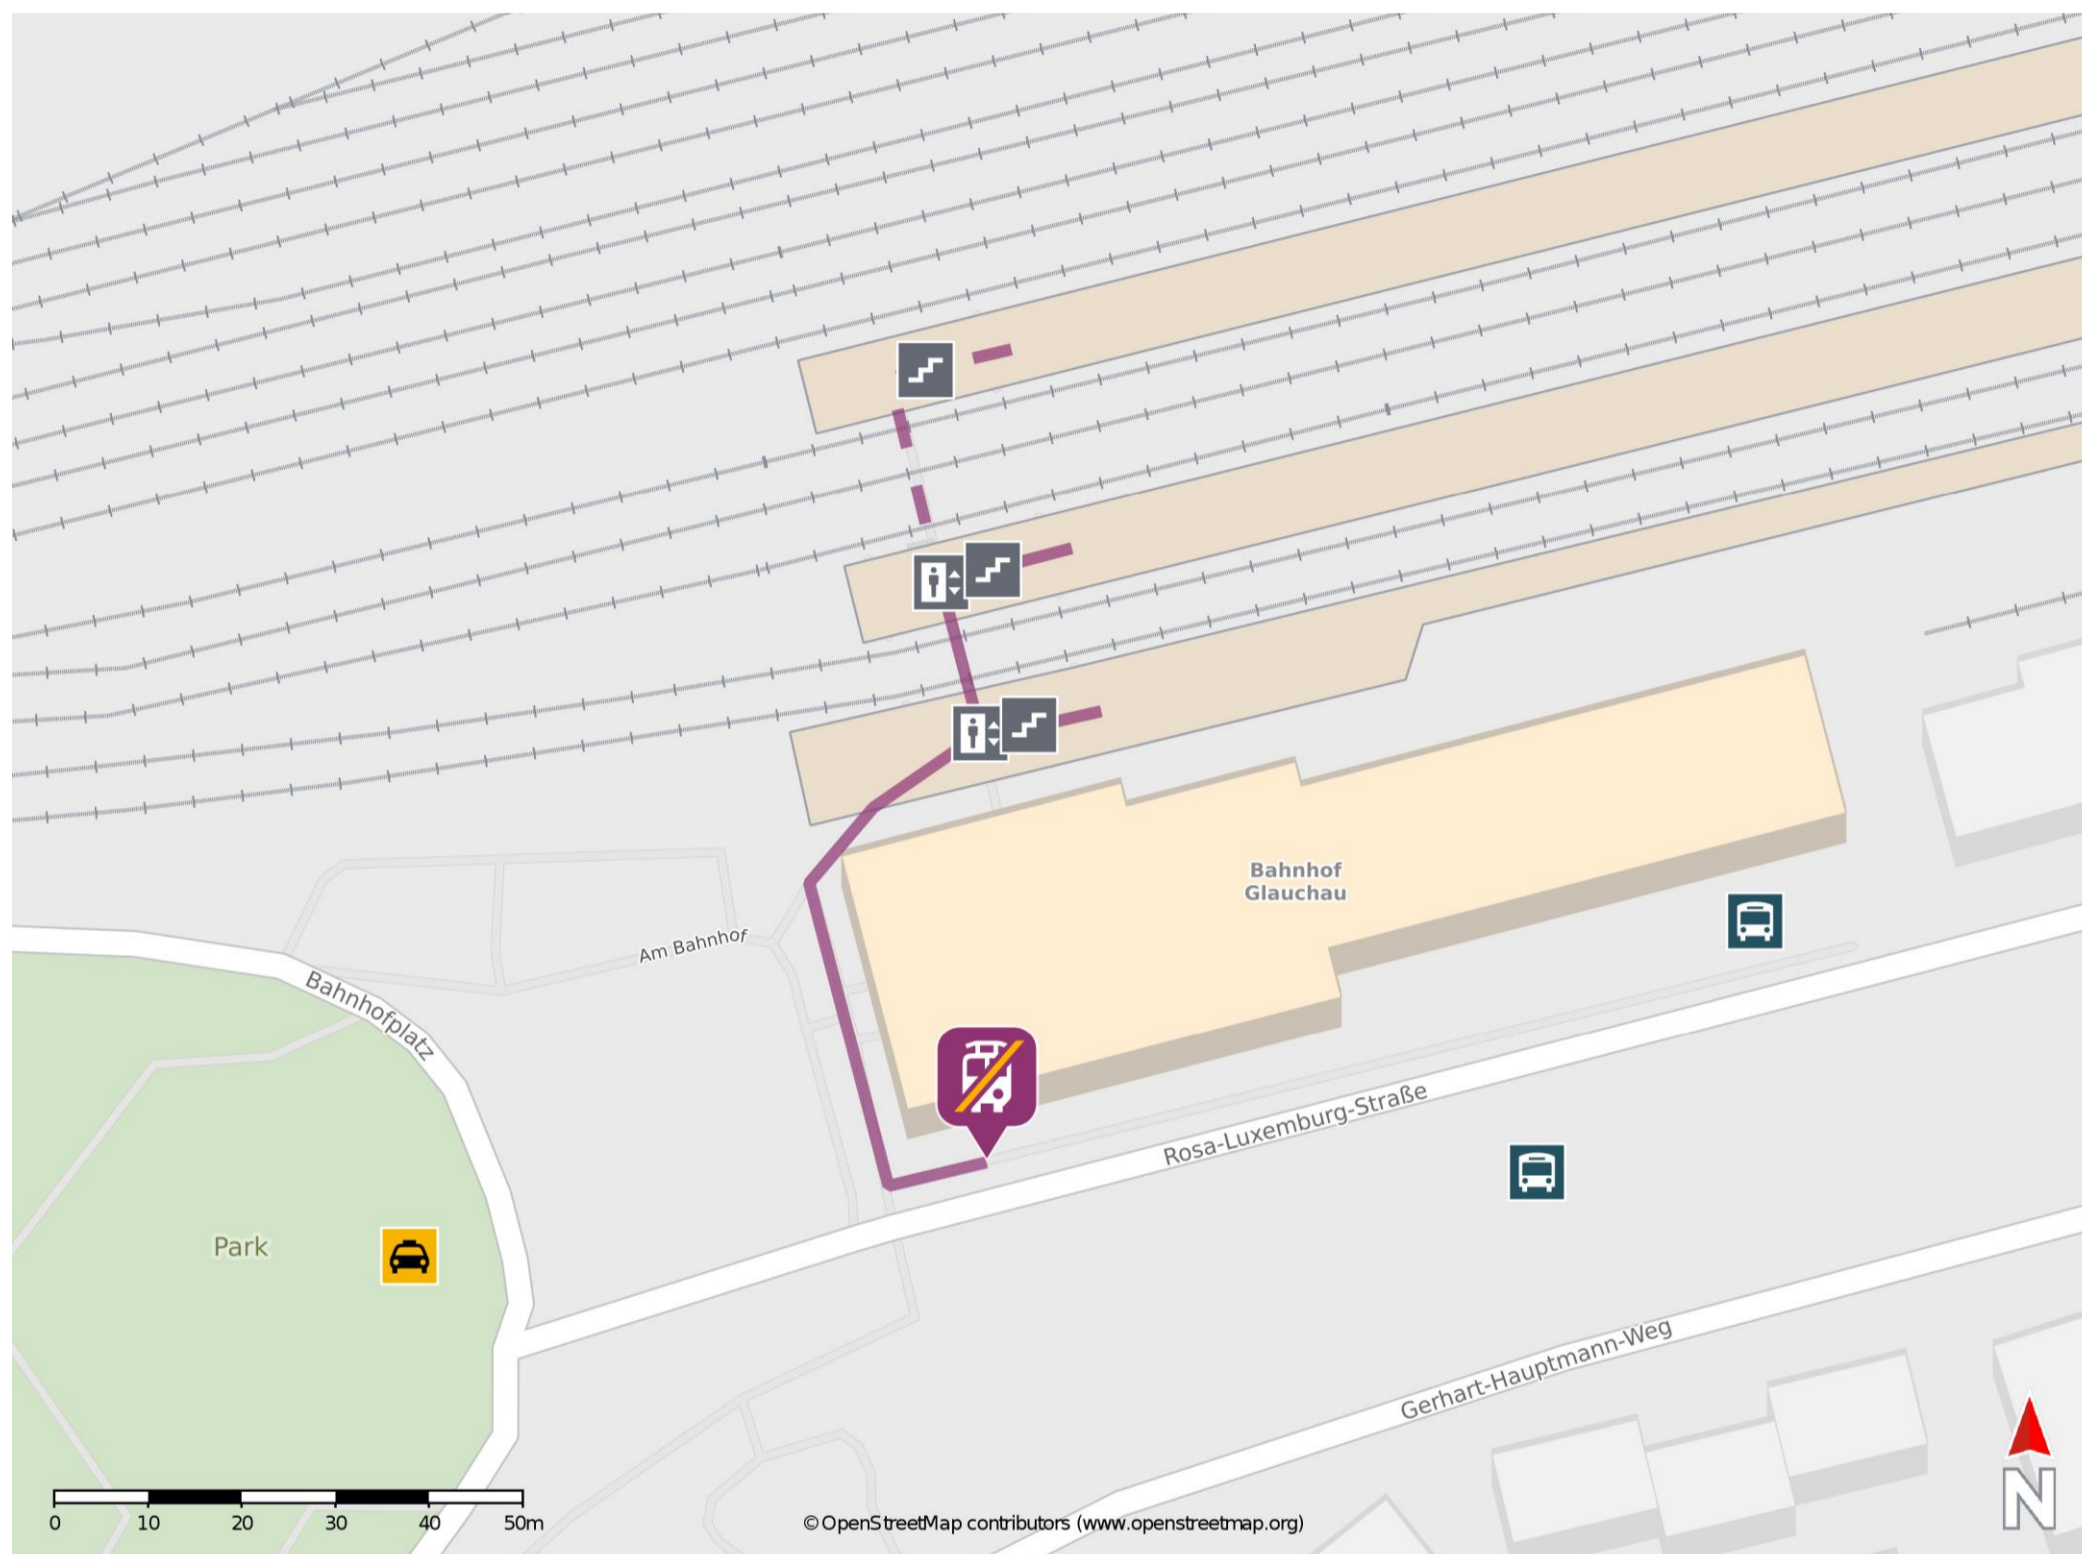 Bahnhof
Glauchau
Am Bahnhof
Bahnhofplatz
Rosa-Luxemburg-Straße
Park
Gerhart-Hauptmann-Weg
0 10 20 30 40 50m
© OpenStreetMap contributors (www.openstreetmap.org)
N